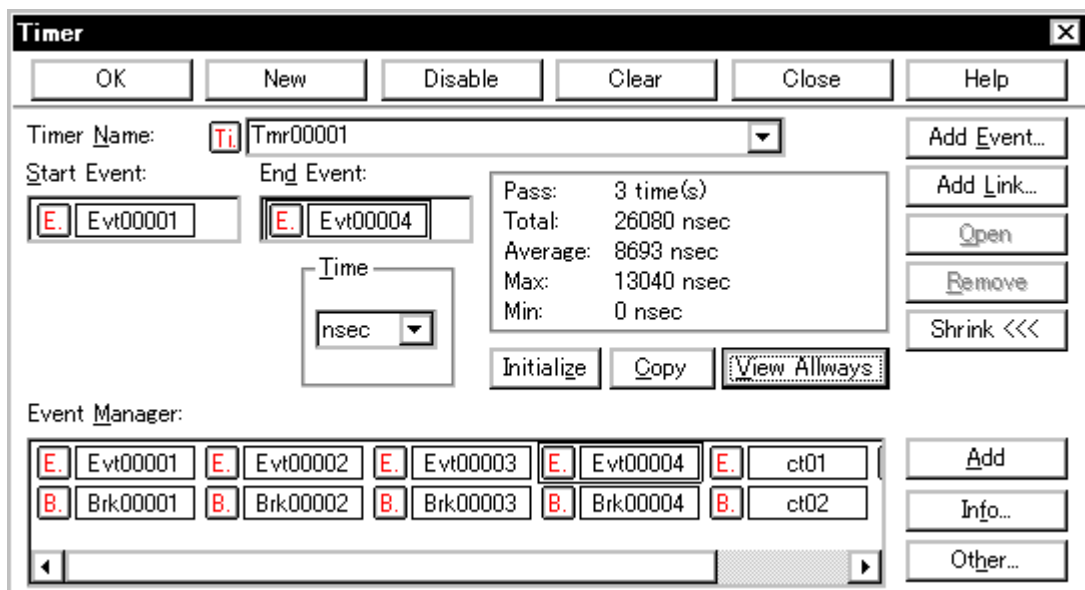 Timer
OK New Disable Clear Close Help
Timer Name: Ti. Tmr00001 Add Event...
Start Event: End Event: Add Link...
E. Evt00001 E. Evt00004
Pass: 3 time(s)
Total: 26080 nsec
Average: 8693 nsec
Max: 13040 nsec
Min: 0 nsec
Open
Time
Remove
nsec
Shrink <<<
Initialize Copy View Allways
Event Manager:
E. Evt00001 E. Evt00002 E. Evt00003 E. Evt00004 E. ct01
B. Brk00001 B. Brk00002 B. Brk00003 B. Brk00004 B. ct02
Add
Info...
Other...